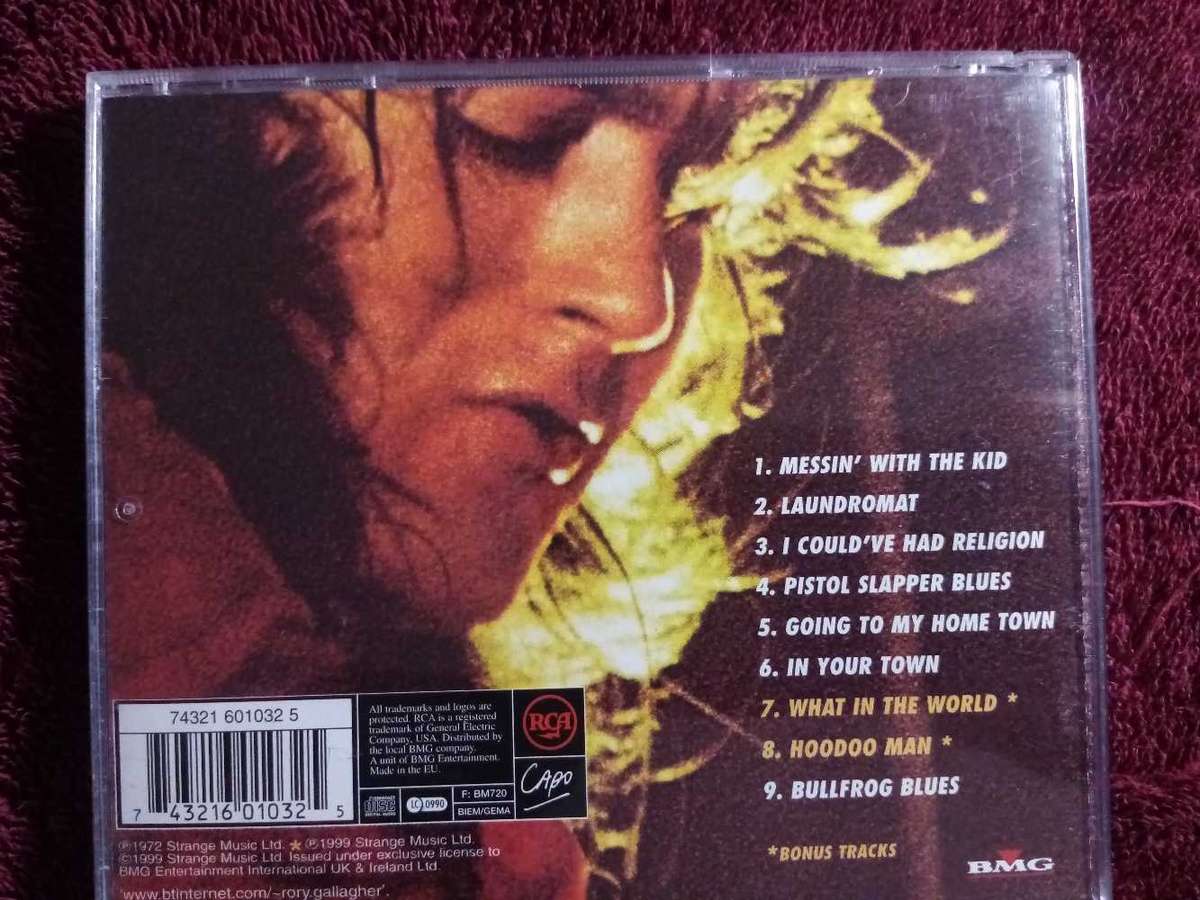 1. MESSIN' WITH THE KID
2. LAUNDROMAT
3. I COULD'VE HAD RELIGION
4. PISTOL SLAPPER BLUES
5. GOING TO MY HOME TOWN
6. IN YOUR TOWN
7. WHAT IN THE WORLD *
8. HOODOO MAN *
9. BULLFROG BLUES
*BONUS TRACKS
BMG
74321 601032 5
7 43216 01032 5
All trademarks and logos are
protected. RCA is a registered
trademark of General Electric
Company, USA. Distributed by
the local BMG company.
A unit of BMG Entertainment.
Made in the EU.
COMPACT
disc
DIGITAL AUDIO
LC 0990
F: BM720
BIEM/GEMA
RCA
CAPO
℗1972 Strange Music Ltd. ★ ℗1999 Strange Music Ltd.
©1999 Strange Music Ltd. Issued under exclusive license to
BMG Entertainment International UK & Ireland Ltd.
'www.btinternet.com/~rory.gallagher'.